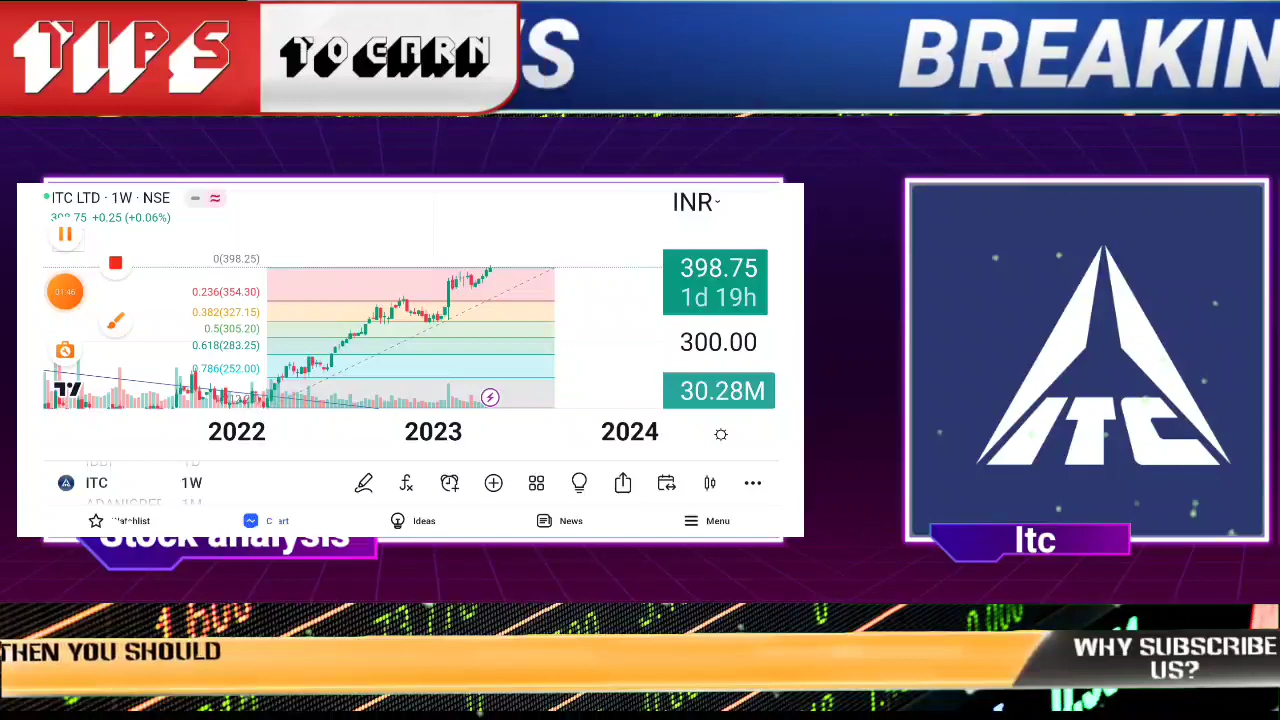 TIPS
TO EARN
S
BREAKIN
ITC LTD · 1W · NSE
+0.25 (+0.06%)
INR
01:46
0(398.25)
0.236(354.30)
0.382(327.15)
0.5(305.20)
0.618(283.25)
0.786(252.00)
398.75
1d 19h
300.00
30.28M
2022
2023
2024
ITC
1W
Chart
Ideas
News
Menu
Stock analysis
ITC
Itc
THEN YOU SHOULD
WHY SUBSCRIBE
US?